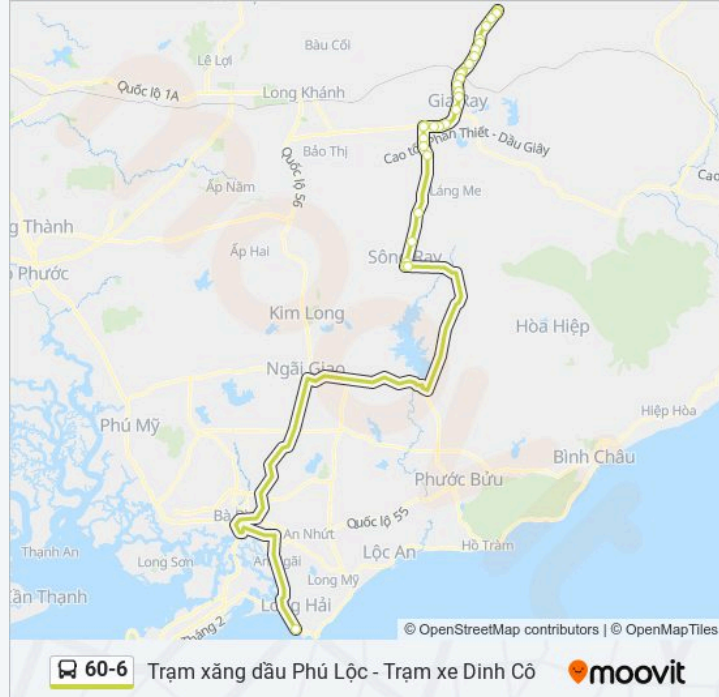 Bàu Cối
Lê Lợi
Quốc lộ 1A
Long Khánh
Gia Ray
Bảo Thị
Cao tốc Phan Thiết - Dầu Giây
Quốc lộ 56
Ấp Năm
Láng Me
g Thành
Ấp Hai
Sông Ray
Phước
Kim Long
Hòa Hiệp
Ngãi Giao
Hiệp Hòa
Phú Mỹ
Bình Châu
Phước Bửu
Quốc lộ 55
An Nhứt
Hồ Tràm
Thạnh An
Long Sơn
Lộc An
Cần Thạnh
Long Mỹ
Long Hải
Tháng 2
© OpenStreetMap contributors | © OpenMapTiles
60-6 Trạm xăng dầu Phú Lộc - Trạm xe Dinh Cô moovit